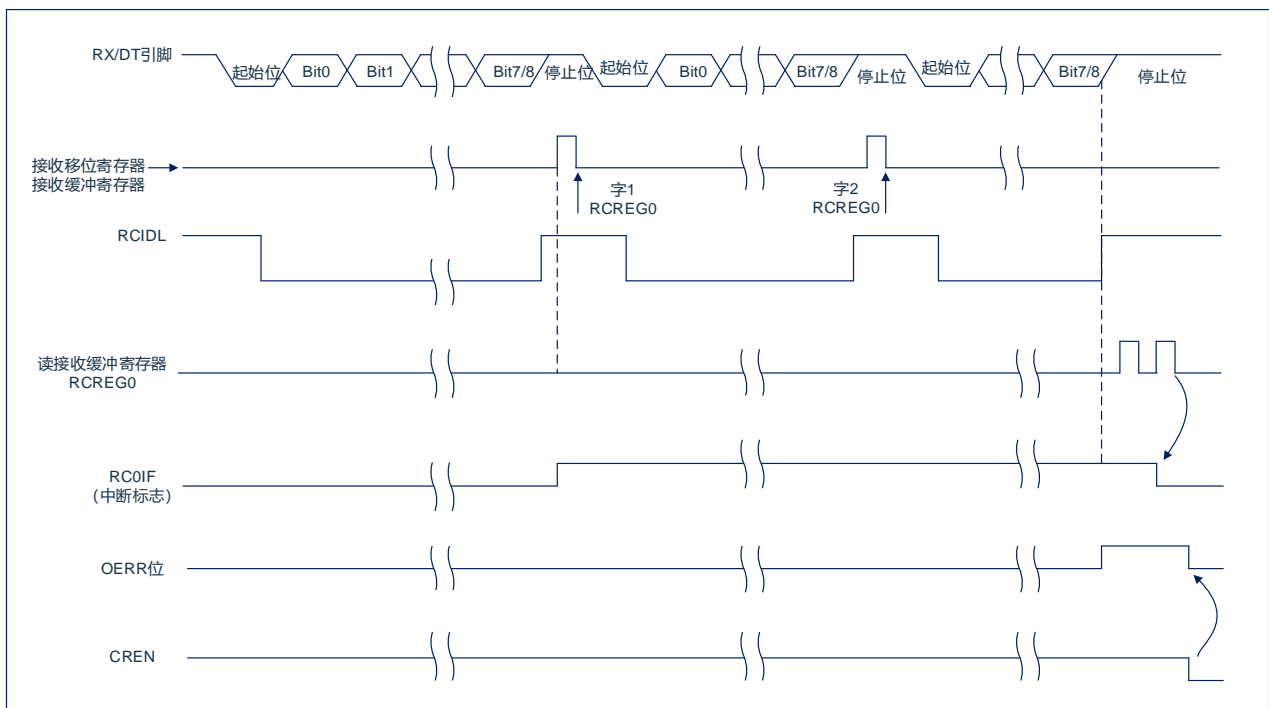 RX/DT引脚
起始位 Bit0 Bit1 Bit7/8 停止位 起始位 Bit0 Bit7/8 停止位 起始位 Bit7/8 停止位
接收移位寄存器
接收缓冲寄存器
字1
RCREG0
字2
RCREG0
RCIDL
读接收缓冲寄存器
RCREG0
RC0IF
（中断标志）
OERR位
CREN